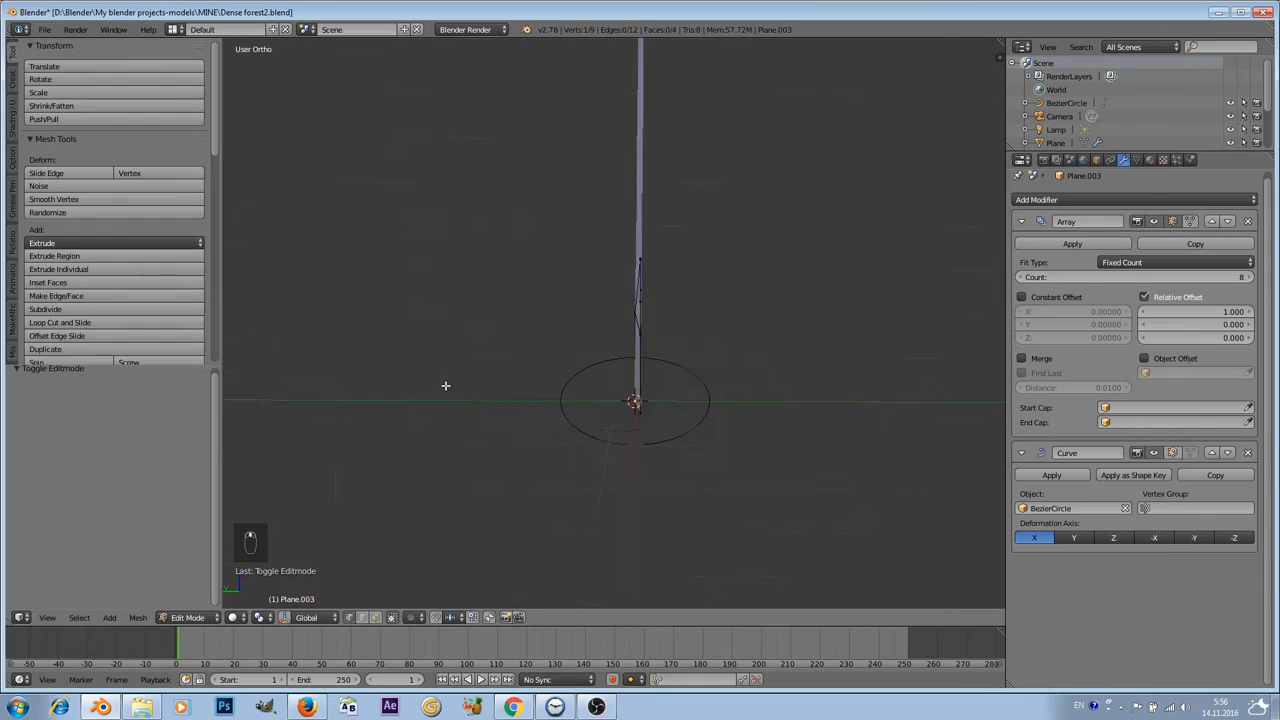 Blender* [D:\Blender\My blender projects-models\MINE\Dense forest2.blend]
File Render Window Help Default Scene Blender Render v2.78 | Verts:1/9 | Edges:0/12 | Faces:0/4 | Tris:8 | Mem:57.72M | Plane.003
Transform
Translate
Rotate
Scale
Shrink/Fatten
Push/Pull
Mesh Tools
Deform:
Slide Edge Vertex
Noise
Smooth Vertex
Randomize
Add:
Extrude
Extrude Region
Extrude Individual
Inset Faces
Make Edge/Face
Subdivide
Loop Cut and Slide
Offset Edge Slide
Duplicate
Spin Screw
Toggle Editmode
User Ortho
Last: Toggle Editmode
(1) Plane.003
View Select Add Mesh Edit Mode Global
View Search All Scenes
Scene
RenderLayers
World
BezierCircle
Camera
Lamp
Plane
Plane.003
Add Modifier
Array
Apply Copy
Fit Type: Fixed Count
Count: 8
Constant Offset Relative Offset
X: 0.00000 1.000
Y: 0.00000 0.000
Z: 0.00000 0.000
Merge Object Offset
First Last
Distance: 0.0100
Start Cap:
End Cap:
Curve
Apply Apply as Shape Key Copy
Object: Vertex Group:
BezierCircle
Deformation Axis:
X Y Z -X -Y -Z
-50 -40 -30 -20 -10 0 10 20 30 40 50 60 70 80 90 100 110 120 130 140 150 160 170 180 190 200 210 220 230 240 250 260 270 280
View Marker Frame Playback Start: 1 End: 250 1 No Sync
EN 5:56
14.11.2016